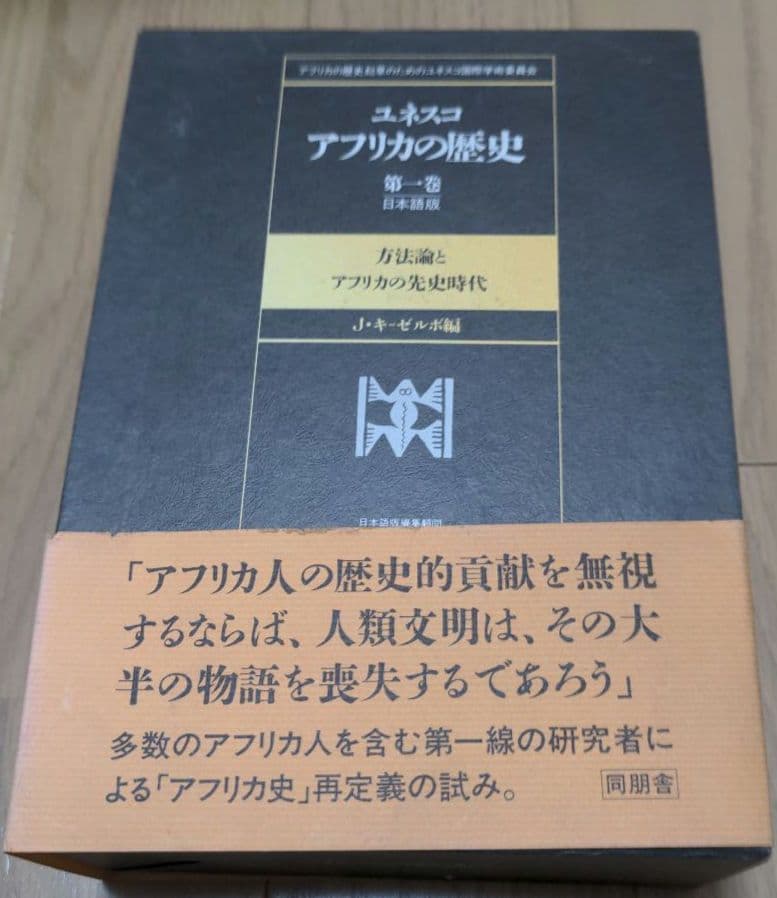 アフリカの歴史起草のためのユネスコ国際学術委員会
ユネスコ
アフリカの歴史
第一巻
日本語版
方法論と
アフリカの先史時代
J・キ-ゼルボ編
日本語版編集顧問
「アフリカ人の歴史的貢献を無視
するならば、人類文明は、その大
半の物語を喪失するであろう」
多数のアフリカ人を含む第一線の研究者に
よる「アフリカ史」再定義の試み。
同朋舎